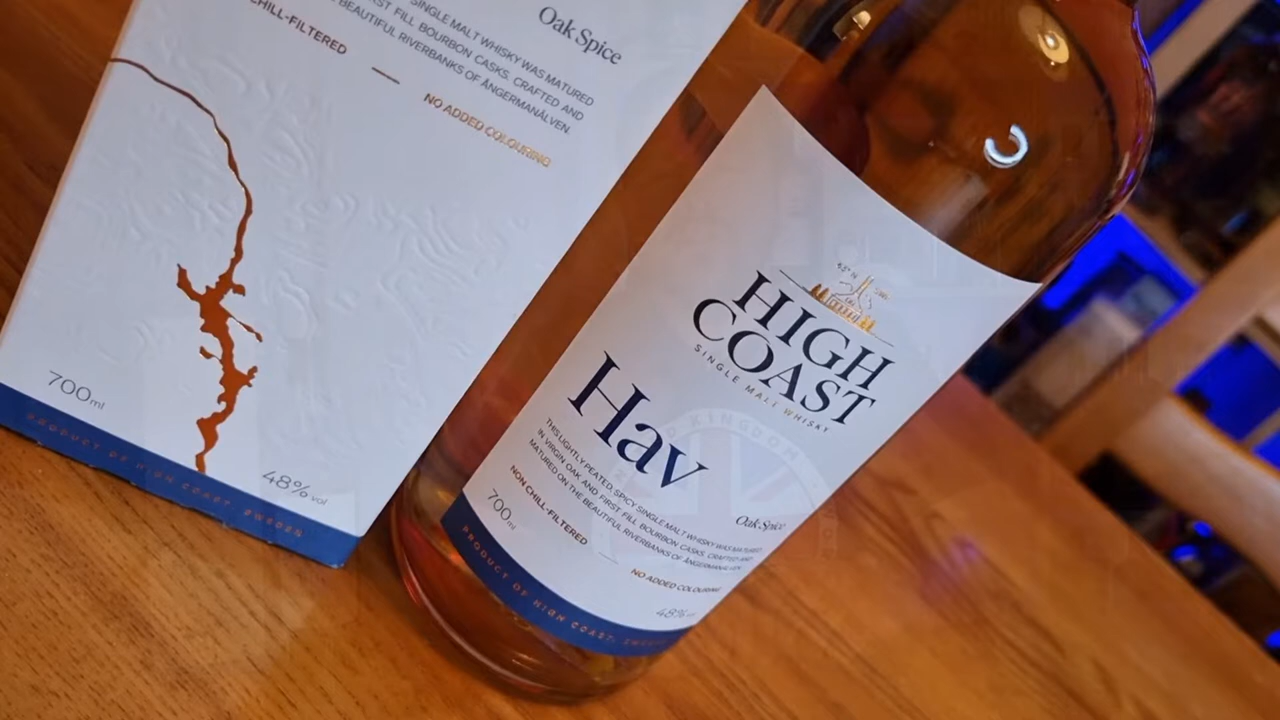 Oak Spice
SINGLE MALT WHISKY WAS MATURED
FIRST FILL BOURBON CASKS. CRAFTED AND
BEAUTIFUL RIVERBANKS OF ÅNGERMANÄLVEN.
CHILL-FILTERED
NO ADDED COLOURING
700ml
48% vol
PRODUCT OF HIGH COAST, SWEDEN
63° N
HIGH
COAST
SINGLE MALT WHISKY
Hav
Oak Spice
THIS LIGHTLY PEATED, SPICY SINGLE MALT WHISKY WAS MATURED
IN VIRGIN OAK AND FIRST FILL BOURBON CASKS. CRAFTED AND
MATURED ON THE BEAUTIFUL RIVERBANKS OF ÅNGERMANÄLVEN.
NON CHILL-FILTERED
NO ADDED COLOURING
700ml
48%
PRODUCT OF HIGH COAST, SWEDEN
KINGDOM